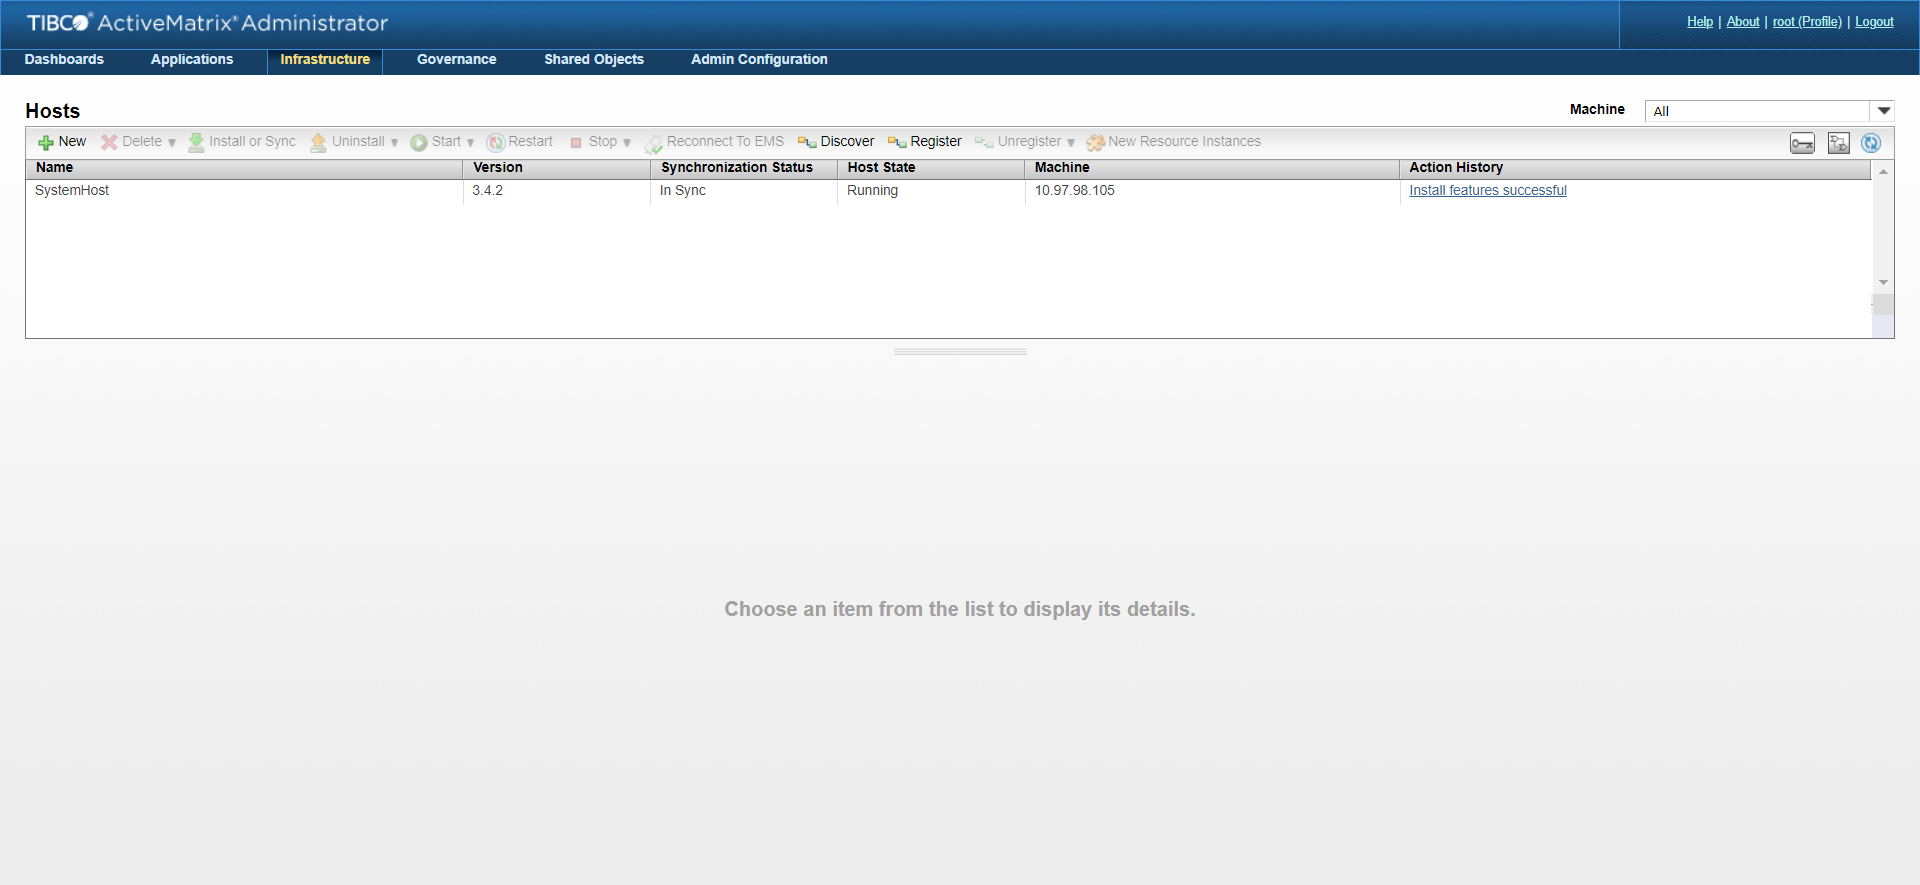 TIBCO® ActiveMatrix® Administrator
Help | About | root (Profile) | Logout
Dashboards Applications Infrastructure Governance Shared Objects Admin Configuration
Hosts
Machine All
New Delete Install or Sync Uninstall Start Restart Stop Reconnect To EMS Discover Register Unregister New Resource Instances
Name Version Synchronization Status Host State Machine Action History
SystemHost 3.4.2 In Sync Running 10.97.98.105 Install features successful
Choose an item from the list to display its details.